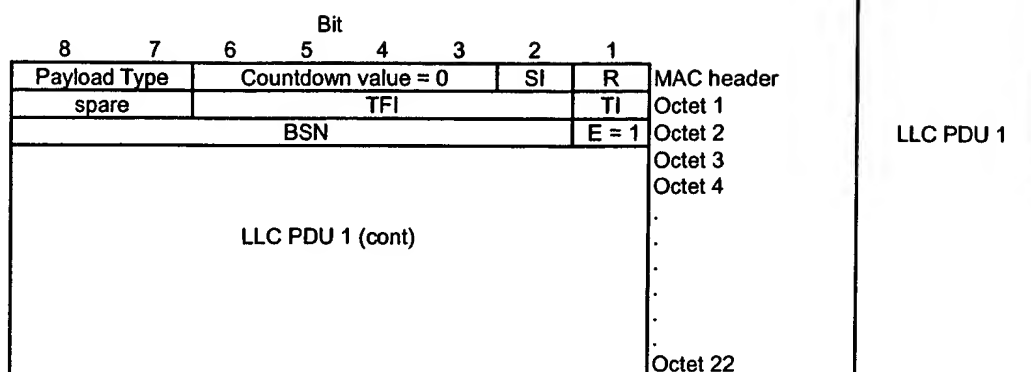 Bit
8 7 6 5 4 3 2 1
Payload Type Countdown value = 0 SI R MAC header
spare TFI TI Octet 1
BSN E = 1 Octet 2 LLC PDU 1
Octet 3
Octet 4
.
LLC PDU 1 (cont) .
.
.
.
.
Octet 22